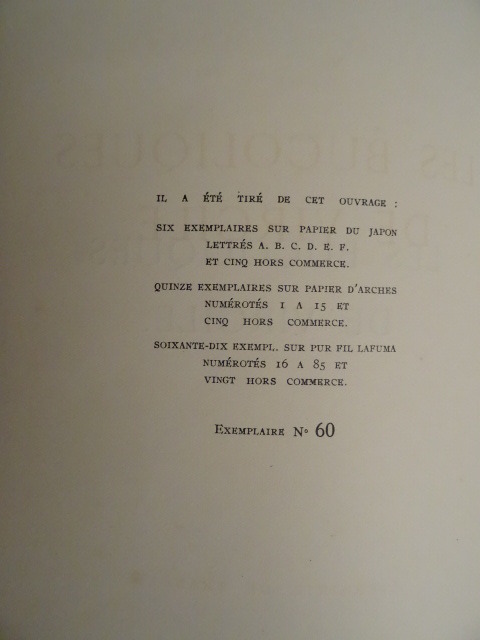 IL A ÉTÉ TIRÉ DE CET OUVRAGE :
SIX EXEMPLAIRES SUR PAPIER DU JAPON
LETTRÉS A. B. C. D. E. F.
ET CINQ HORS COMMERCE.
QUINZE EXEMPLAIRES SUR PAPIER D'ARCHES
NUMÉROTÉS 1 A 15 ET
CINQ HORS COMMERCE.
SOIXANTE-DIX EXEMPL. SUR PUR FIL LAFUMA
NUMÉROTÉS 16 A 85 ET
VINGT HORS COMMERCE.
EXEMPLAIRE N° 60